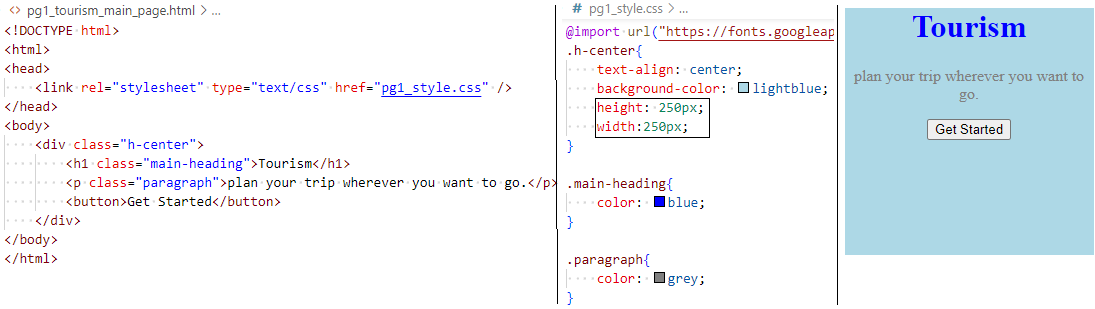 pg1_tourism_main_page.html > ...
<!DOCTYPE html>
<html>
<head>
<link rel="stylesheet" type="text/css" href="pg1_style.css" />
</head>
<body>
<div class="h-center">
<h1 class="main-heading">Tourism</h1>
<p class="paragraph">plan your trip wherever you want to go.</p>
<button>Get Started</button>
</div>
</body>
</html>
# pg1_style.css > ...
@import url("https://fonts.googleap
.h-center{
text-align: center;
background-color: lightblue;
height: 250px;
width:250px;
}
.main-heading{
color: blue;
}
.paragraph{
color: grey;
}
Tourism
plan your trip wherever you want to
go.
Get Started